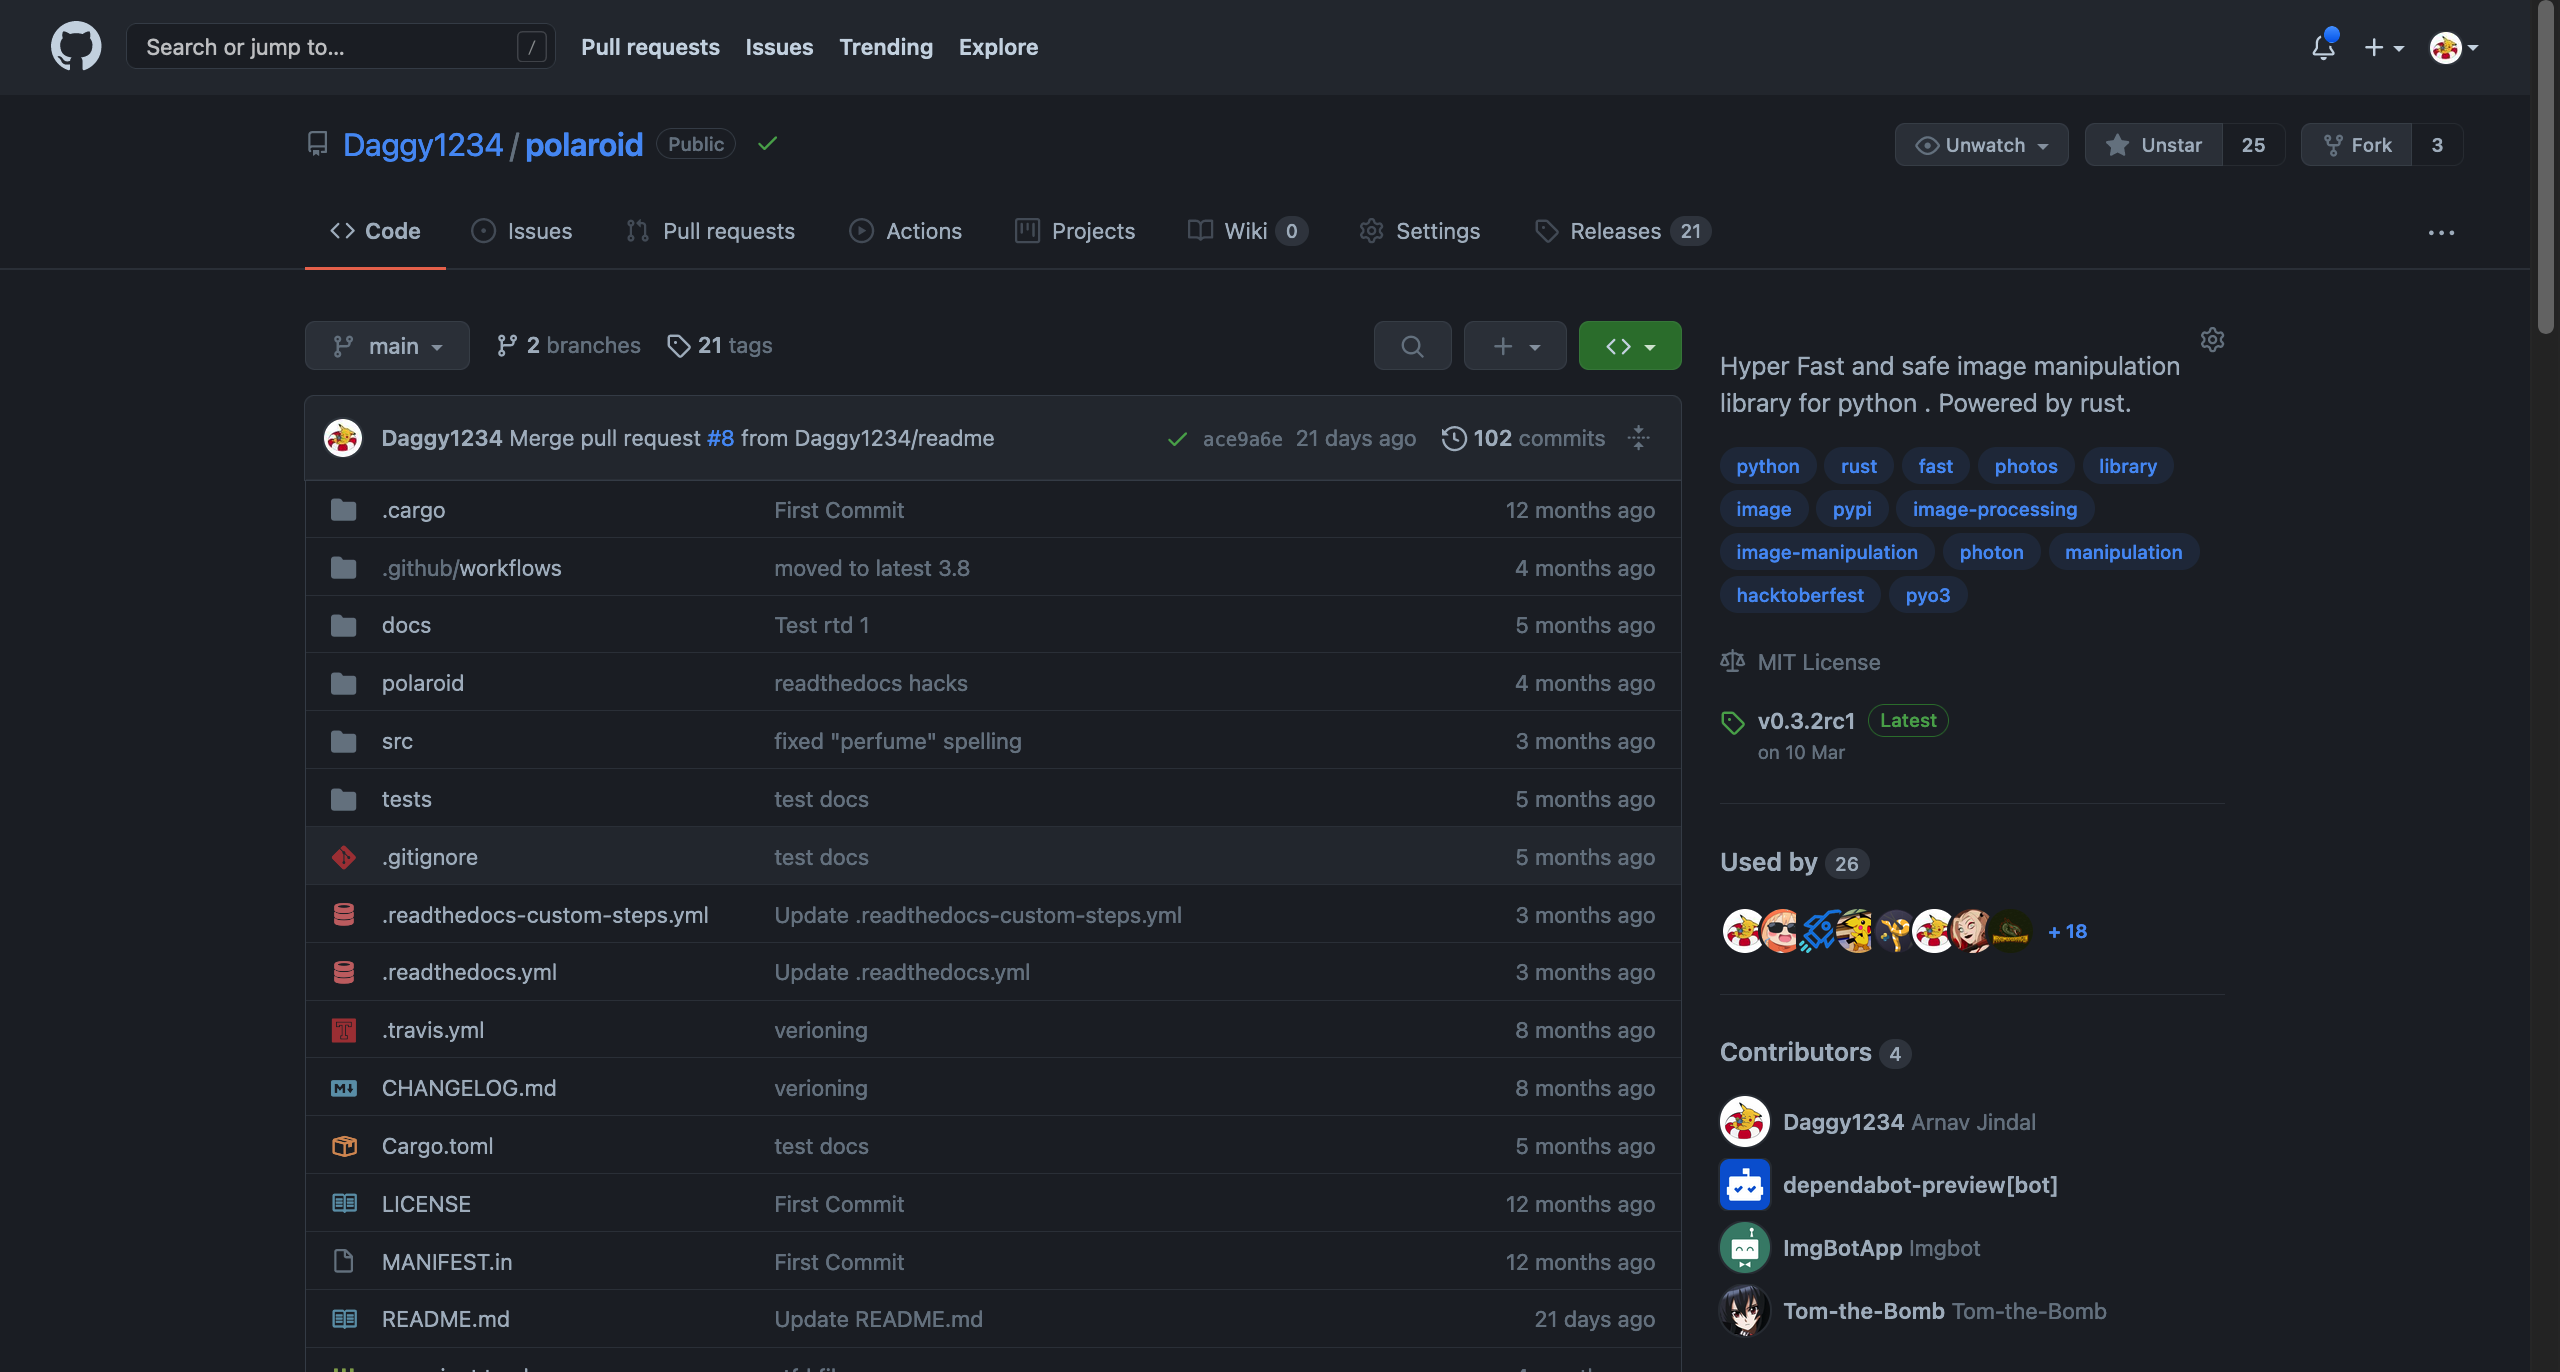 Search or jump to... /
Pull requests Issues Trending Explore
Daggy1234 / polaroid Public
Unwatch Unstar 25 Fork 3
Code Issues Pull requests Actions Projects Wiki 0 Settings Releases 21
main 2 branches 21 tags
Daggy1234 Merge pull request #8 from Daggy1234/readme ace9a6e 21 days ago 102 commits
.cargo First Commit 12 months ago
.github/workflows moved to latest 3.8 4 months ago
docs Test rtd 1 5 months ago
polaroid readthedocs hacks 4 months ago
src fixed "perfume" spelling 3 months ago
tests test docs 5 months ago
.gitignore test docs 5 months ago
.readthedocs-custom-steps.yml Update .readthedocs-custom-steps.yml 3 months ago
.readthedocs.yml Update .readthedocs.yml 3 months ago
.travis.yml verioning 8 months ago
CHANGELOG.md verioning 8 months ago
Cargo.toml test docs 5 months ago
LICENSE First Commit 12 months ago
MANIFEST.in First Commit 12 months ago
README.md Update README.md 21 days ago
Hyper Fast and safe image manipulation
library for python . Powered by rust.
python rust fast photos library
image pypi image-processing
image-manipulation photon manipulation
hacktoberfest pyo3
MIT License
v0.3.2rc1 Latest
on 10 Mar
Used by 26
+ 18
Contributors 4
Daggy1234 Arnav Jindal
dependabot-preview[bot]
ImgBotApp Imgbot
Tom-the-Bomb Tom-the-Bomb